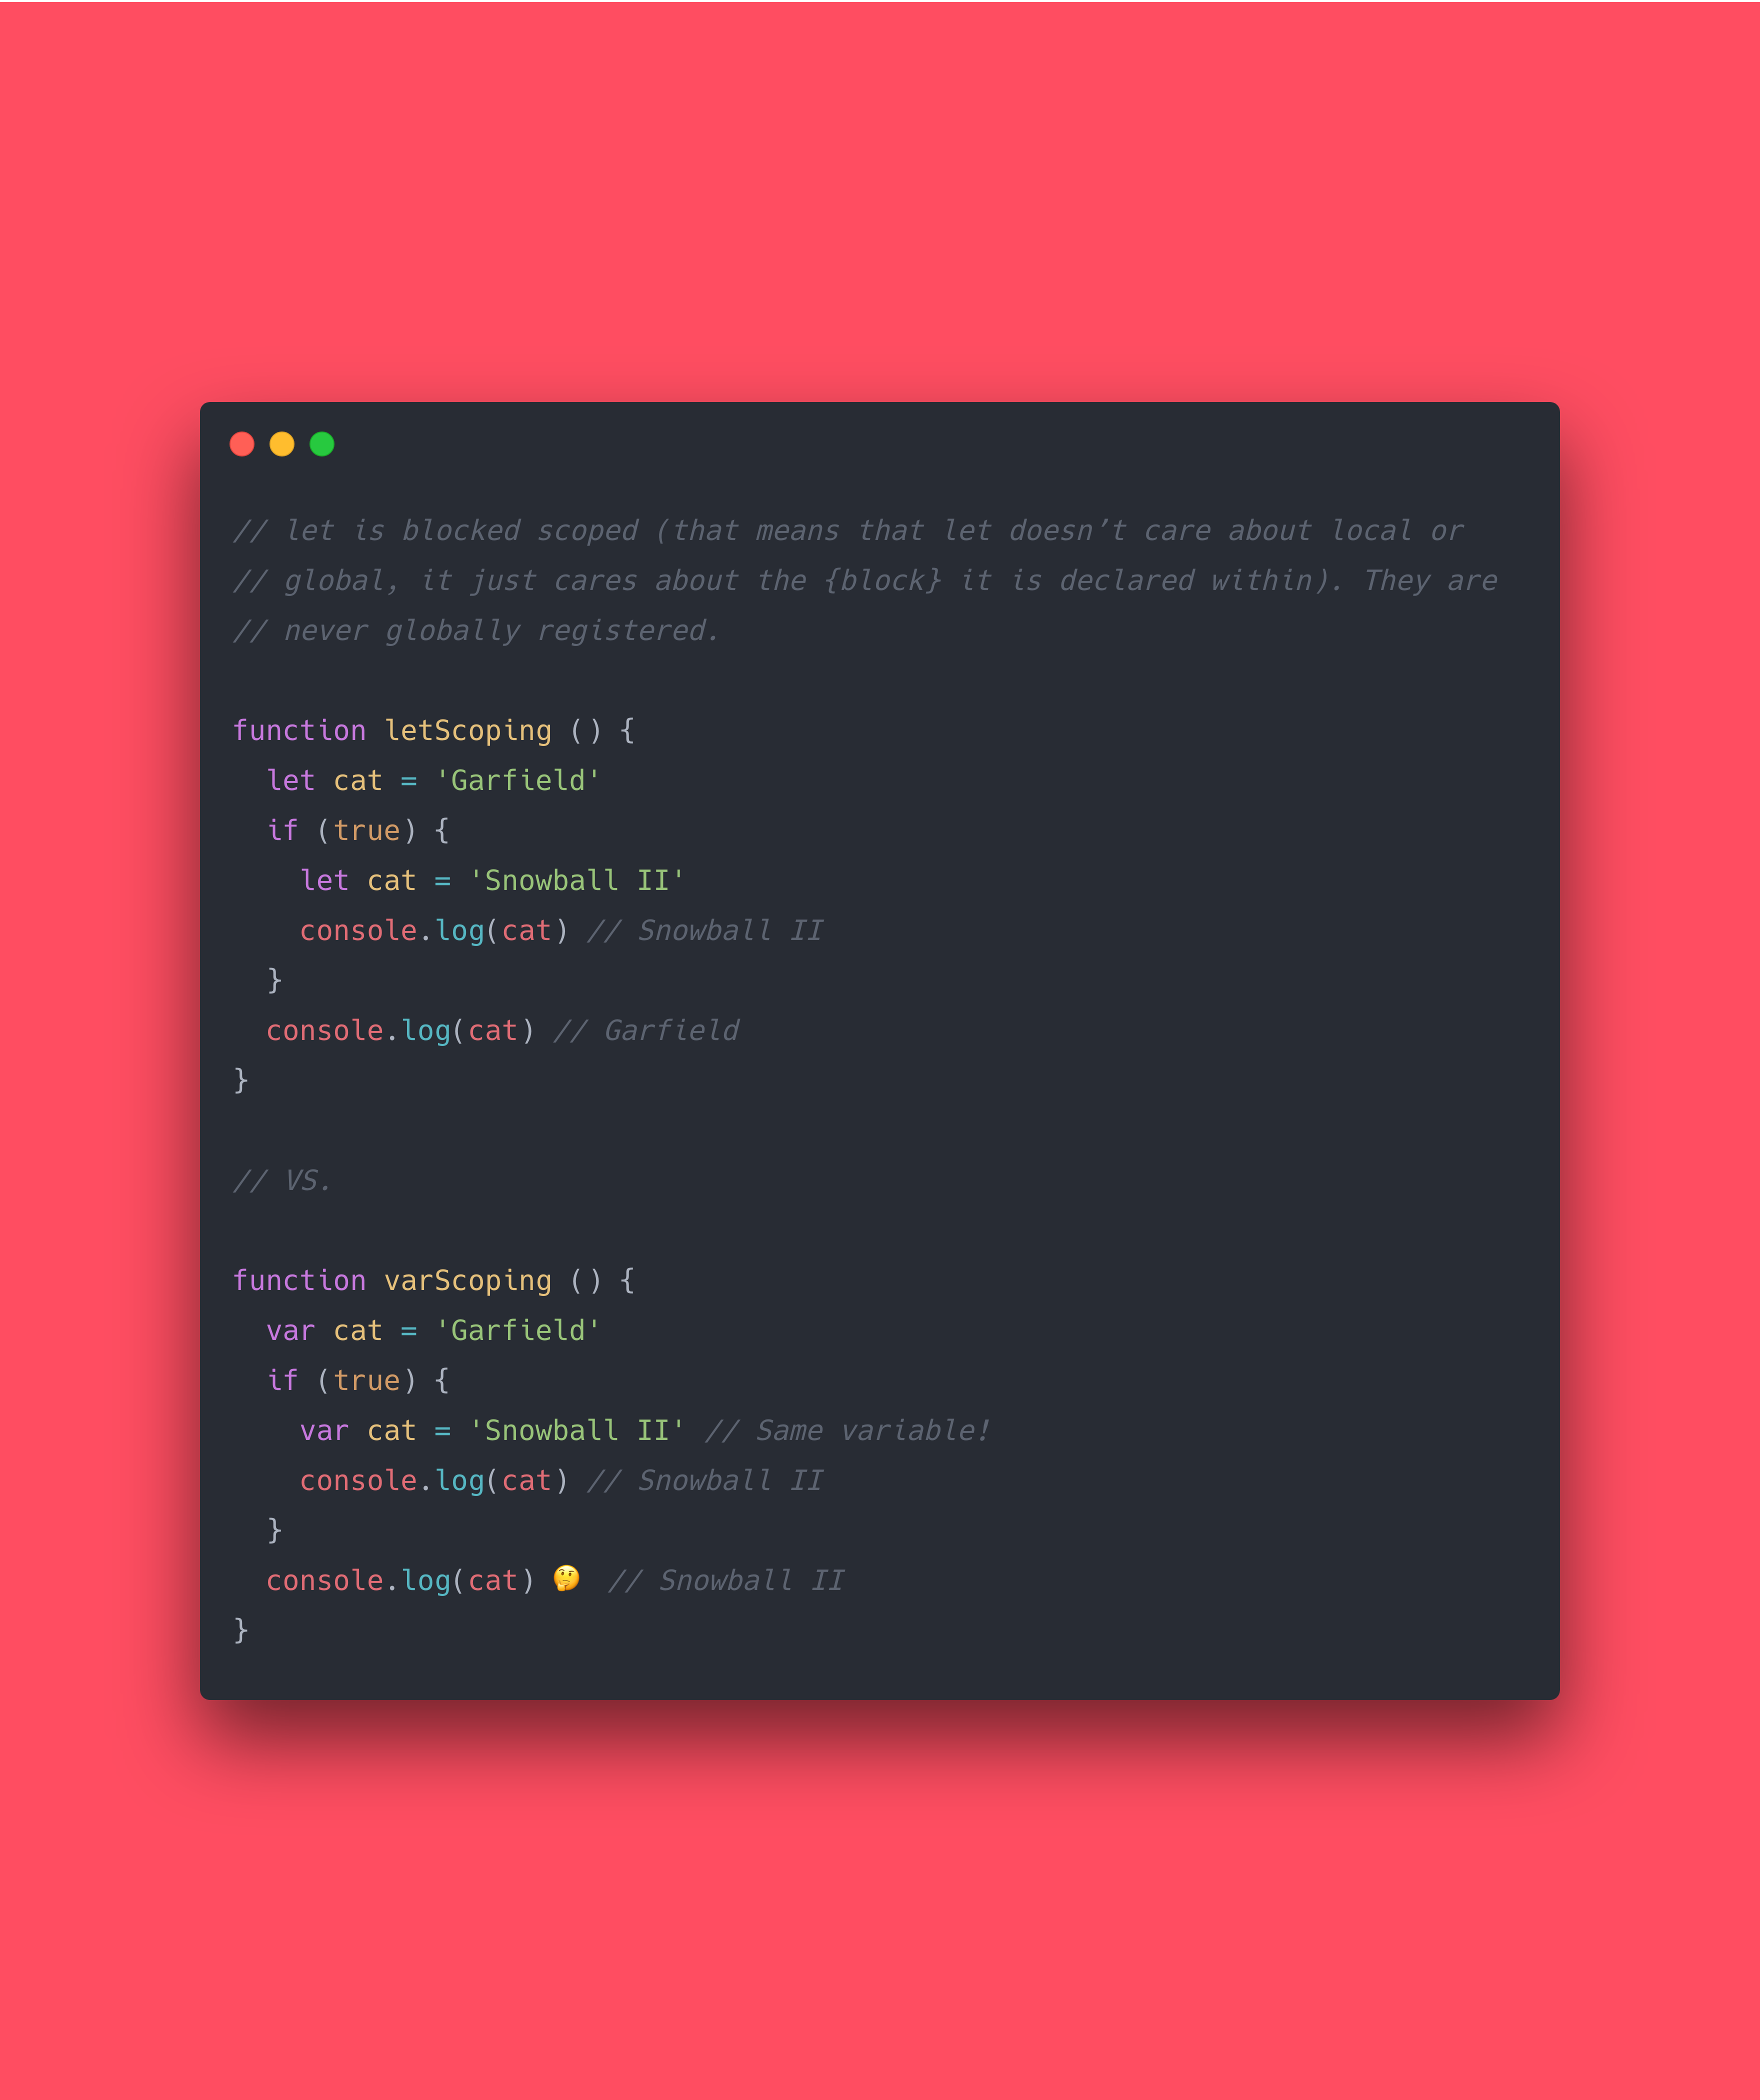 // let is blocked scoped (that means that let doesn’t care about local or
// global, it just cares about the {block} it is declared within). They are
// never globally registered.
function letScoping () {
  let cat = 'Garfield'
  if (true) {
    let cat = 'Snowball II'
    console.log(cat) // Snowball II
  }
  console.log(cat) // Garfield
}
// VS.
function varScoping () {
  var cat = 'Garfield'
  if (true) {
    var cat = 'Snowball II' // Same variable!
    console.log(cat) // Snowball II
  }
  console.log(cat) 🤔 // Snowball II
}